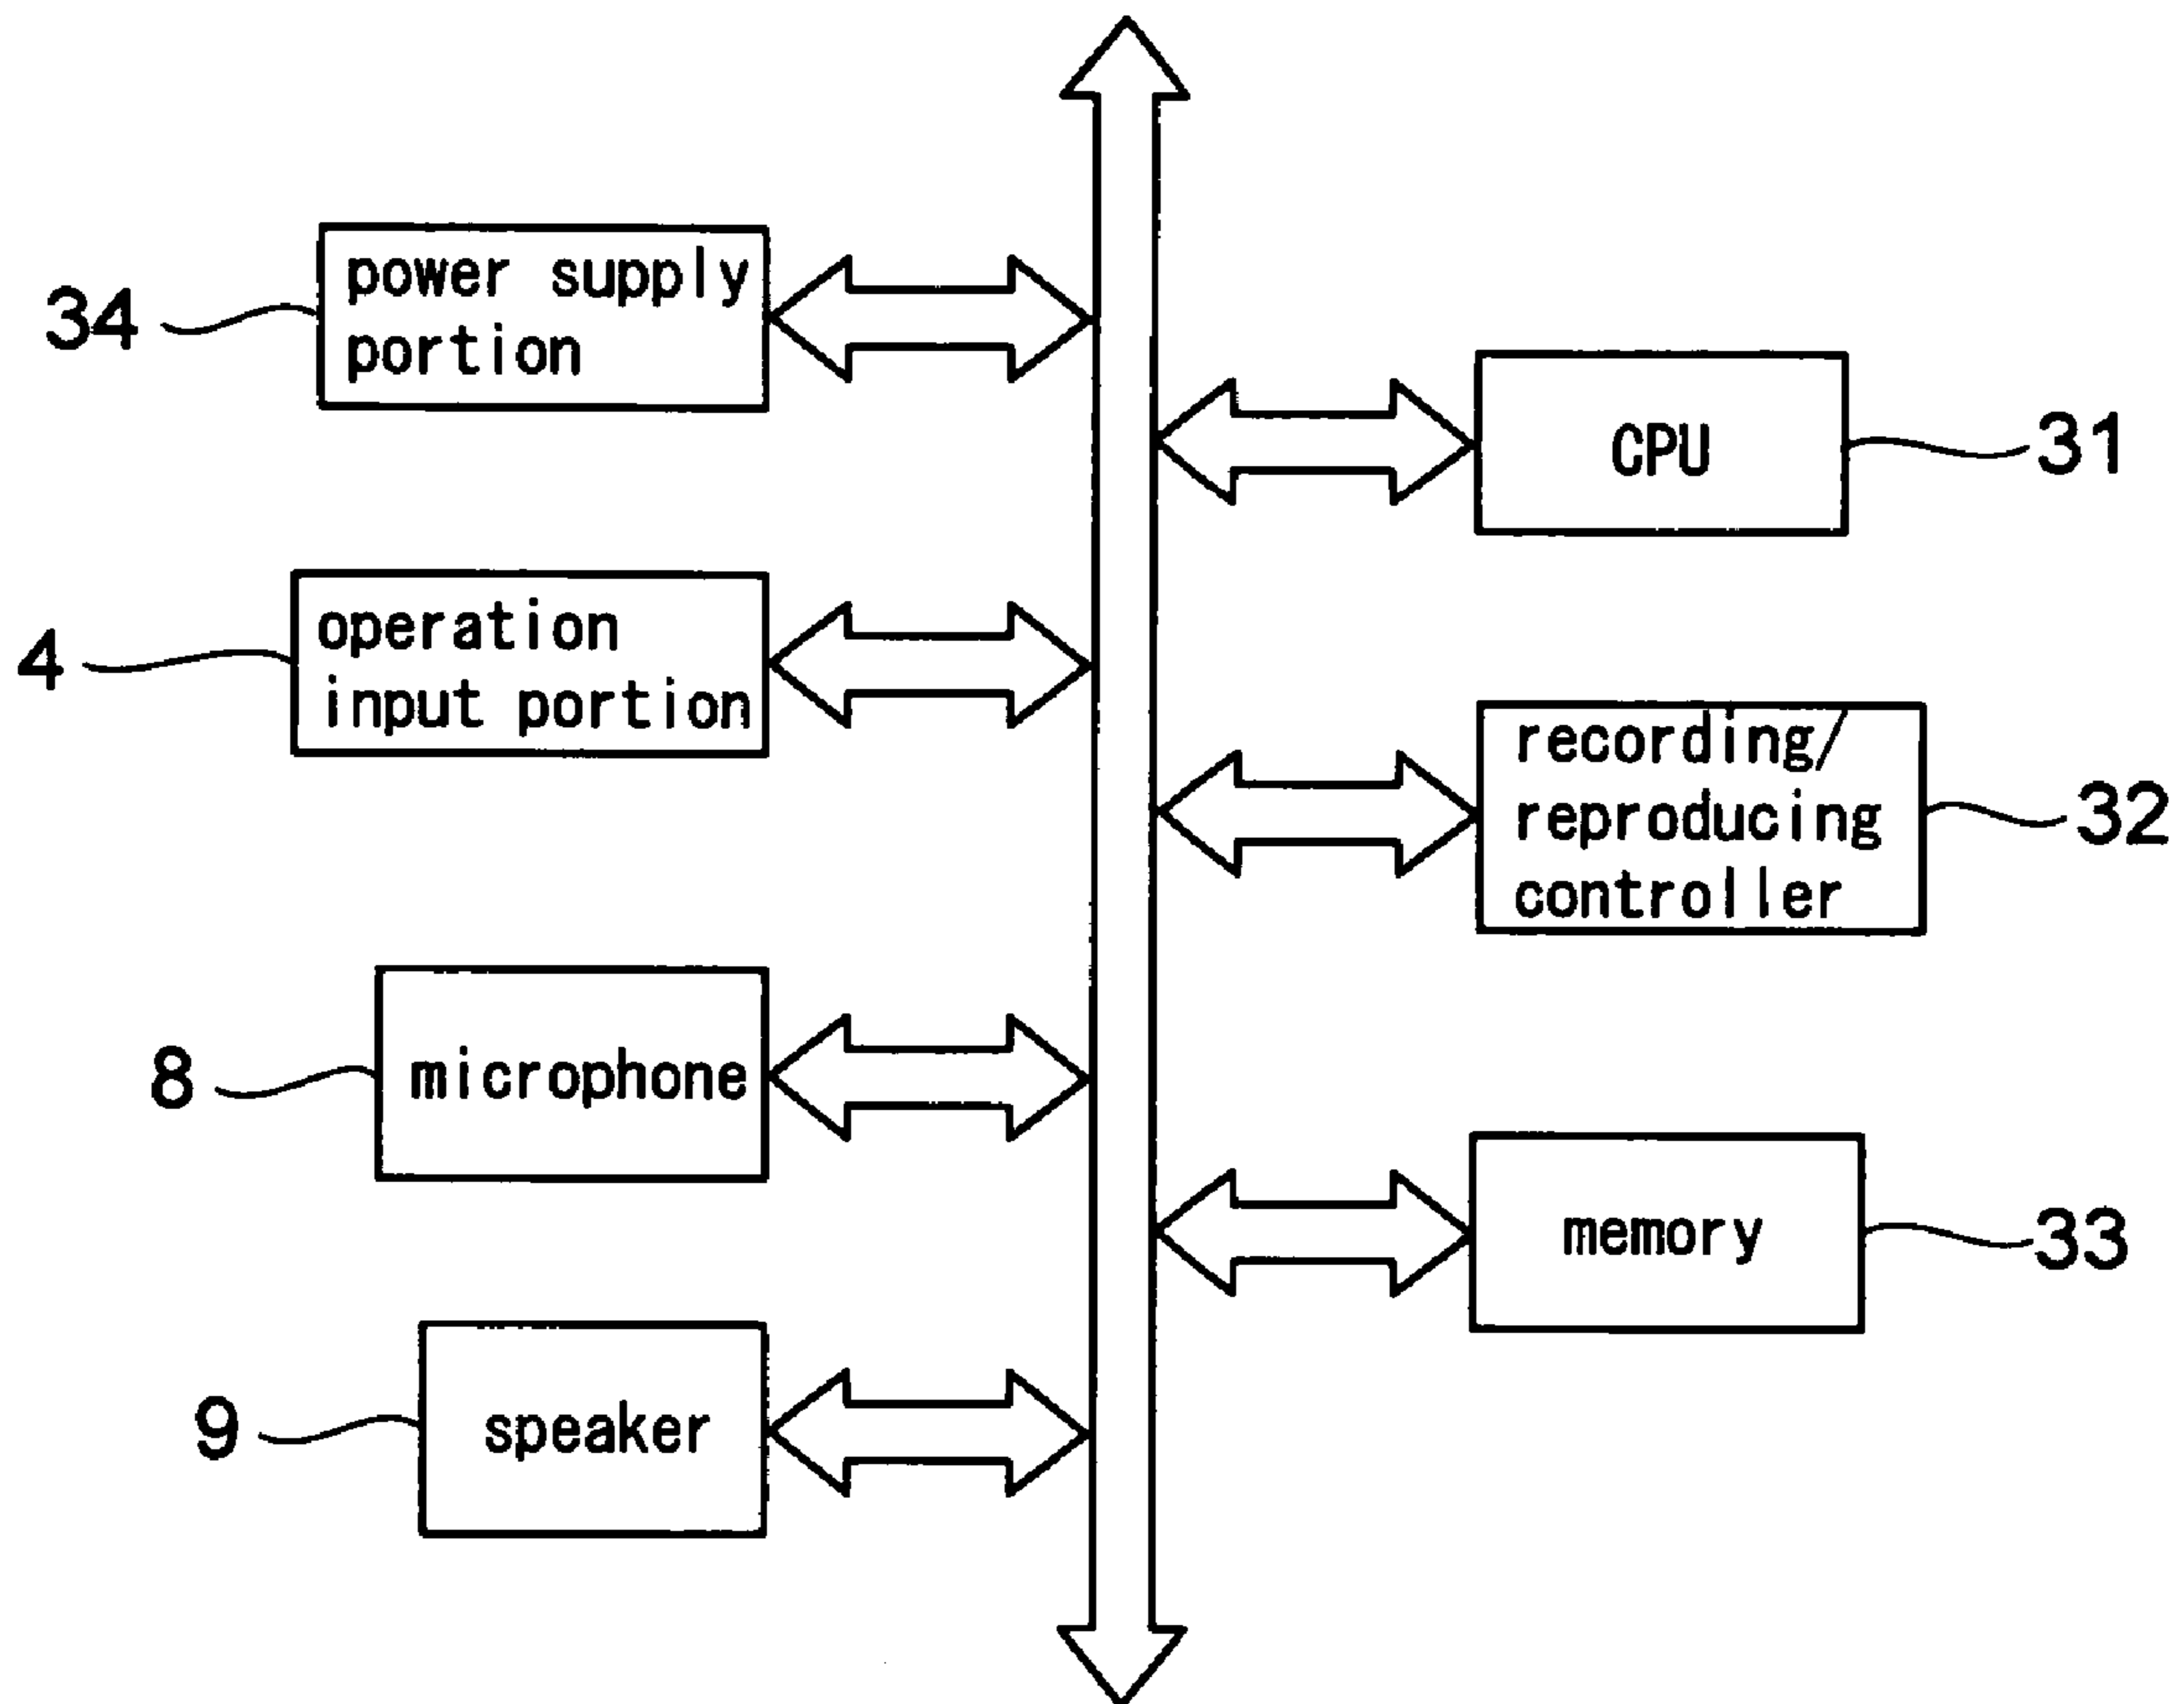 34
power supply
portion
CPU
31
4
operation
input portion
recording/
reproducing
controller
32
8
microphone
memory
33
9
speaker